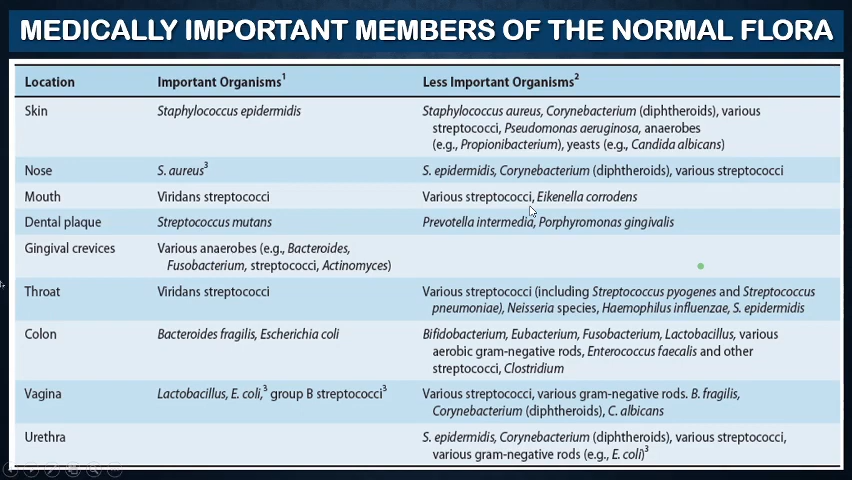 MEDICALLY IMPORTANT MEMBERS OF THE NORMAL FLORA
Location Important Organisms¹ Less Important Organisms²
Skin Staphylococcus epidermidis Staphylococcus aureus, Corynebacterium (diphtheroids), various
streptococci, Pseudomonas aeruginosa, anaerobes
(e.g., Propionibacterium), yeasts (e.g., Candida albicans)
Nose S. aureus³ S. epidermidis, Corynebacterium (diphtheroids), various streptococci
Mouth Viridans streptococci Various streptococci, Eikenella corrodens
Dental plaque Streptococcus mutans Prevotella intermedia, Porphyromonas gingivalis
Gingival crevices Various anaerobes (e.g., Bacteroides,
Fusobacterium, streptococci, Actinomyces)
Throat Viridans streptococci Various streptococci (including Streptococcus pyogenes and Streptococcus
pneumoniae), Neisseria species, Haemophilus influenzae, S. epidermidis
Colon Bacteroides fragilis, Escherichia coli Bifidobacterium, Eubacterium, Fusobacterium, Lactobacillus, various
aerobic gram-negative rods, Enterococcus faecalis and other
streptococci, Clostridium
Vagina Lactobacillus, E. coli,³ group B streptococci³ Various streptococci, various gram-negative rods. B. fragilis,
Corynebacterium (diphtheroids), C. albicans
Urethra S. epidermidis, Corynebacterium (diphtheroids), various streptococci,
various gram-negative rods (e.g., E. coli)³